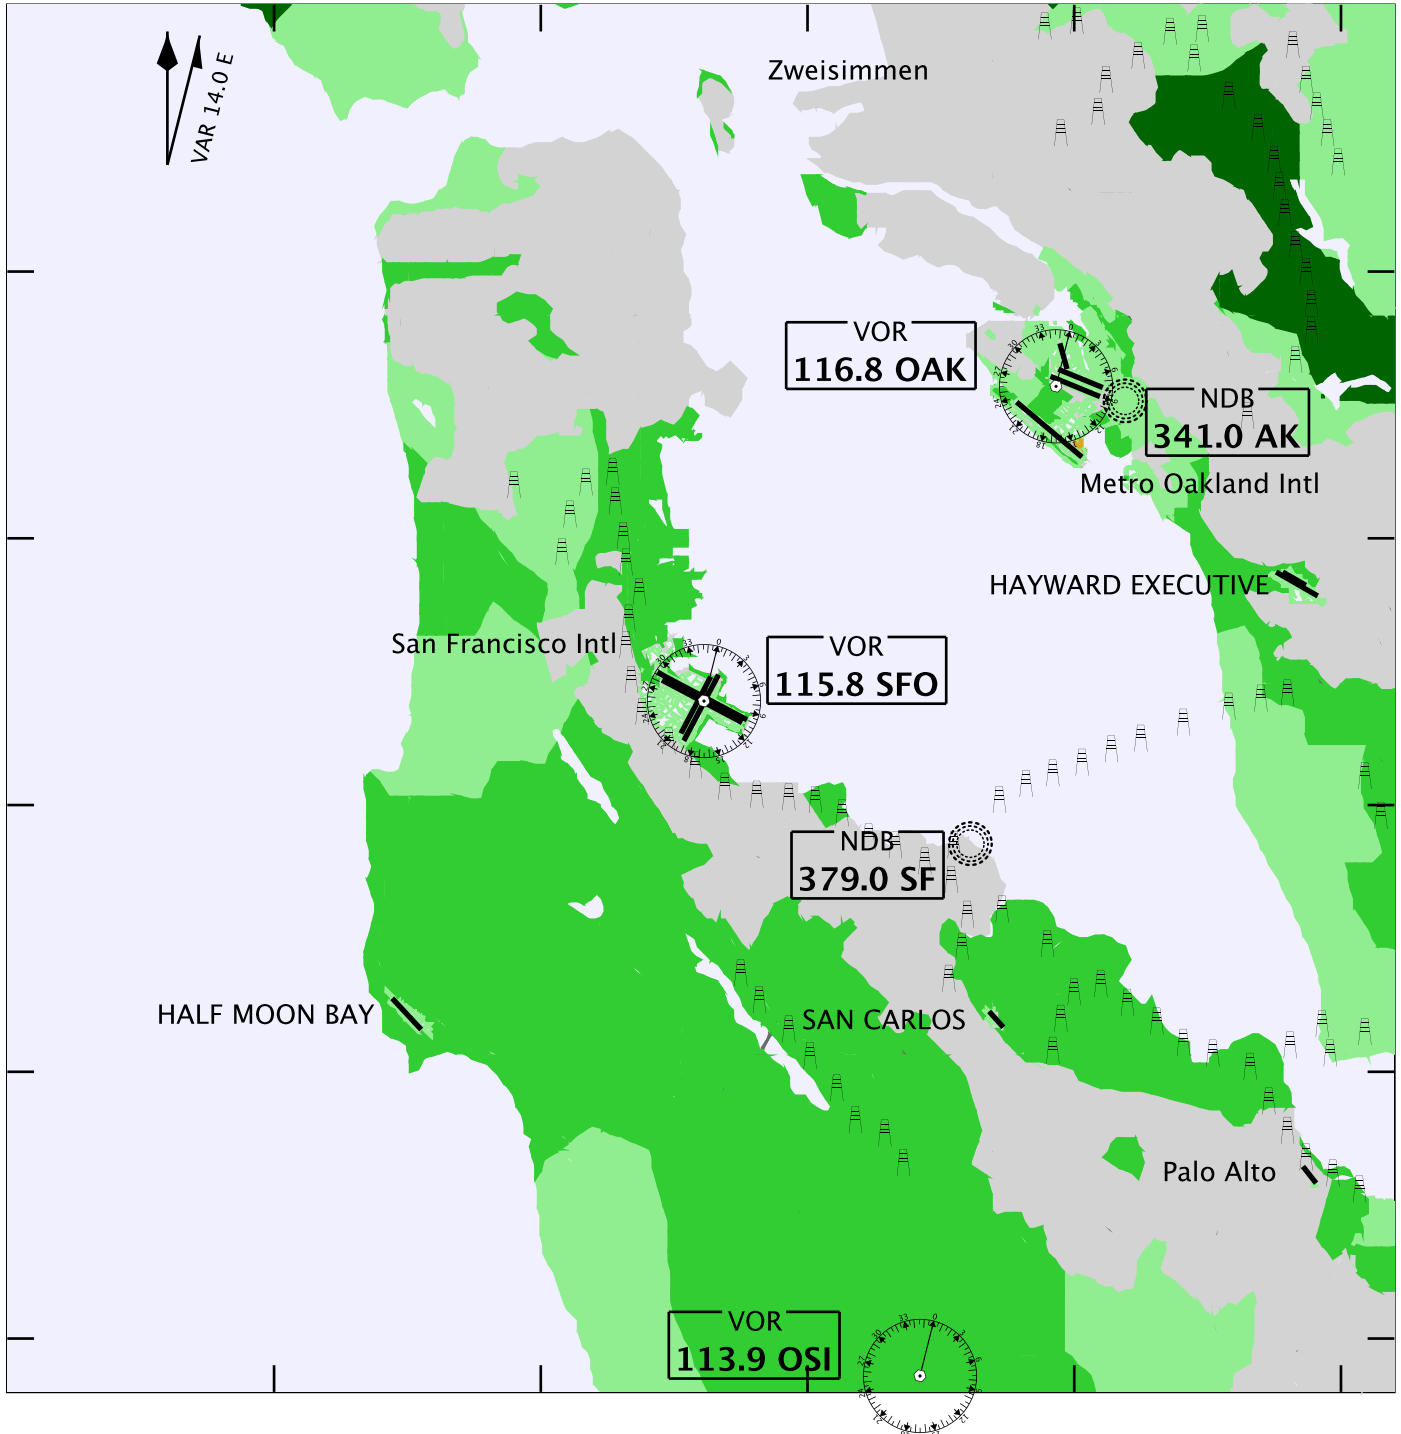 Zweisimmen
VAR 14.0 E
VOR
116.8 OAK
NDB
341.0 AK
Metro Oakland Intl
HAYWARD EXECUTIVE
San Francisco Intl
VOR
115.8 SFO
NDB
379.0 SF
HALF MOON BAY
SAN CARLOS
Palo Alto
VOR
113.9 OSI